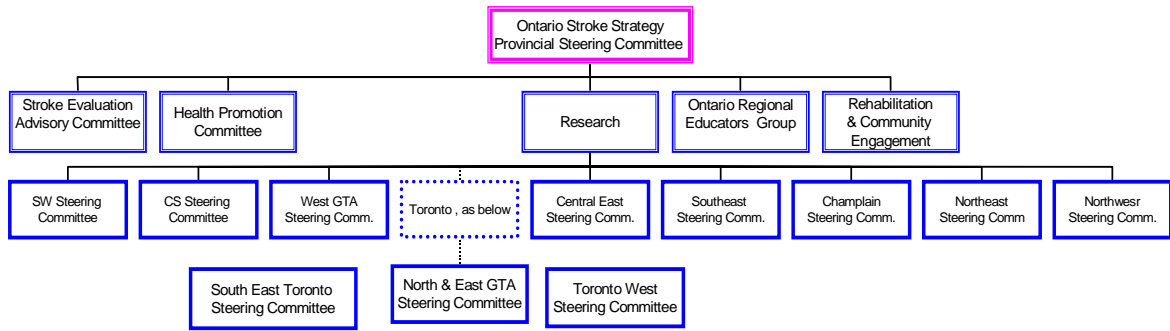 Ontario Stroke Strategy
Provincial Steering Committee
Stroke Evaluation
Advisory Committee
Health Promotion
Committee
Research
Ontario Regional
Educators Group
Rehabilitation
& Community
Engagement
SW Steering
Committee
CS Steering
Committee
West GTA
Steering Comm.
Toronto , as below
Central East
Steering Comm.
Southeast
Steering Comm.
Champlain
Steering Comm.
Northeast
Steering Comm
Northwesr
Steering Comm.
South East Toronto
Steering Committee
North & East GTA
Steering Committee
Toronto West
Steering Committee